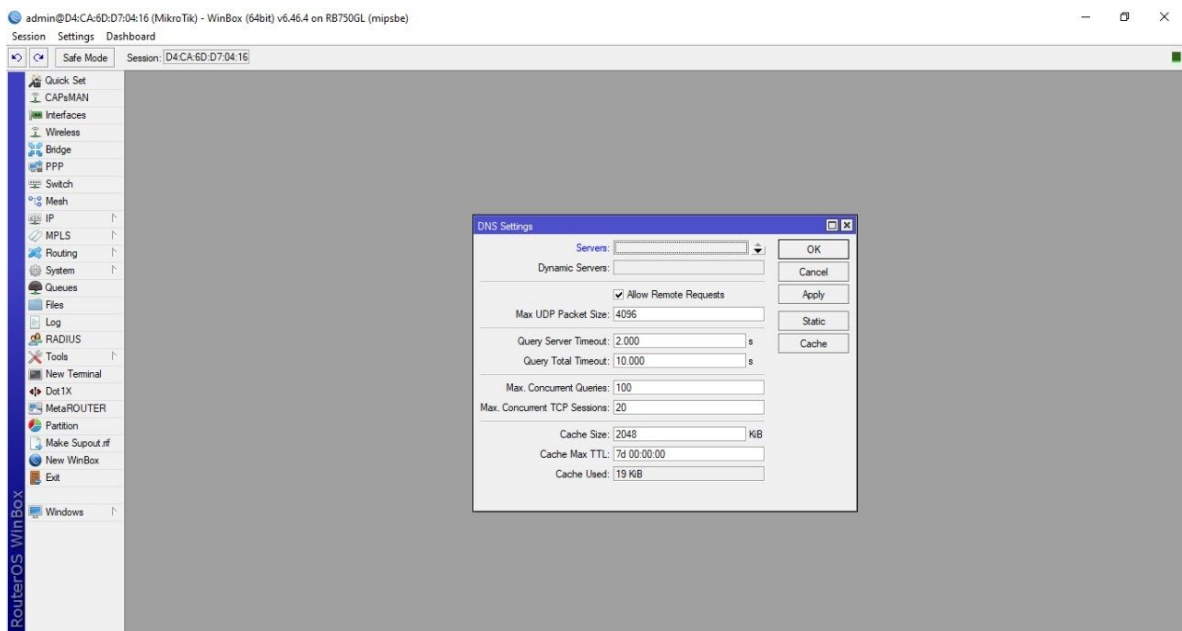 admin@D4:CA:6D:D7:04:16 (MikroTik) - WinBox (64bit) v6.46.4 on RB750GL (mipsbe)
Session Settings Dashboard
Safe Mode Session: D4:CA:6D:D7:04:16
Quick Set
CAPsMAN
Interfaces
Wireless
Bridge
PPP
Switch
Mesh
IP
MPLS
Routing
System
Queues
Files
Log
RADIUS
Tools
New Terminal
Dot1X
MetaROUTER
Partition
Make Supout.rif
New WinBox
Exit
Windows
RouterOS WinBox
DNS Settings
Servers:
Dynamic Servers:
Allow Remote Requests
Max UDP Packet Size: 4096
Query Server Timeout: 2.000 s
Query Total Timeout: 10.000 s
Max. Concurrent Queries: 100
Max. Concurrent TCP Sessions: 20
Cache Size: 2048 KiB
Cache Max TTL: 7d 00:00:00
Cache Used: 19 KiB
OK
Cancel
Apply
Static
Cache